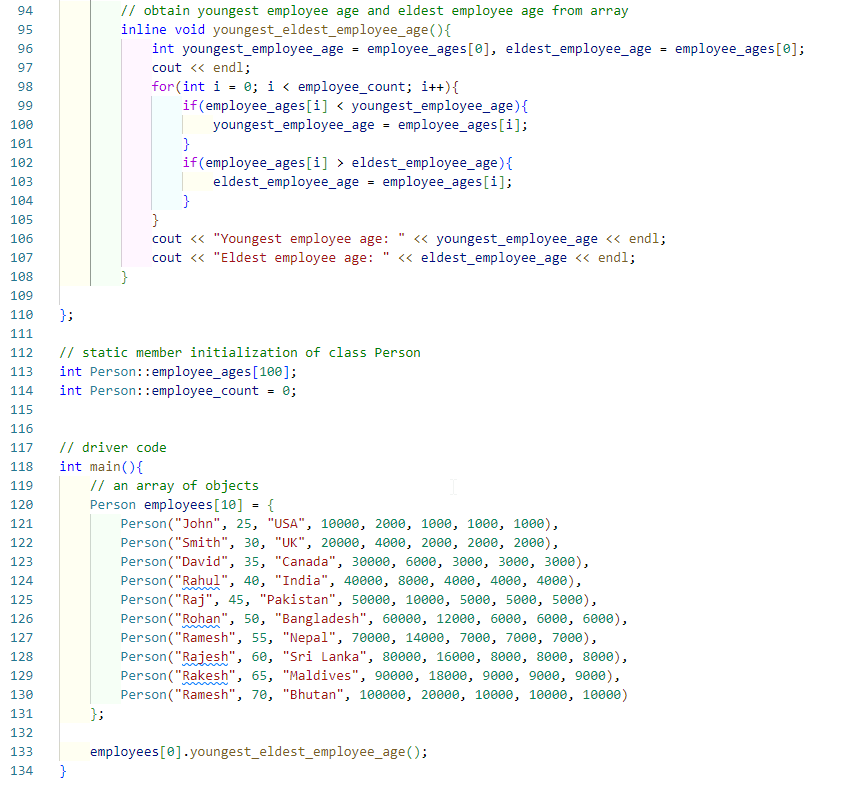 94 // obtain youngest employee age and eldest employee age from array
95 inline void youngest_eldest_employee_age(){
96 int youngest_employee_age = employee_ages[0], eldest_employee_age = employee_ages[0];
97 cout << endl;
98 for(int i = 0; i < employee_count; i++){
99 if(employee_ages[i] < youngest_employee_age){
100 youngest_employee_age = employee_ages[i];
101 }
102 if(employee_ages[i] > eldest_employee_age){
103 eldest_employee_age = employee_ages[i];
104 }
105 }
106 cout << "Youngest employee age: " << youngest_employee_age << endl;
107 cout << "Eldest employee age: " << eldest_employee_age << endl;
108 }
109
110 };
111
112 // static member initialization of class Person
113 int Person::employee_ages[100];
114 int Person::employee_count = 0;
115
116
117 // driver code
118 int main(){
119 // an array of objects
120 Person employees[10] = {
121 Person("John", 25, "USA", 10000, 2000, 1000, 1000, 1000),
122 Person("Smith", 30, "UK", 20000, 4000, 2000, 2000, 2000),
123 Person("David", 35, "Canada", 30000, 6000, 3000, 3000, 3000),
124 Person("Rahul", 40, "India", 40000, 8000, 4000, 4000, 4000),
125 Person("Raj", 45, "Pakistan", 50000, 10000, 5000, 5000, 5000),
126 Person("Rohan", 50, "Bangladesh", 60000, 12000, 6000, 6000, 6000),
127 Person("Ramesh", 55, "Nepal", 70000, 14000, 7000, 7000, 7000),
128 Person("Rajesh", 60, "Sri Lanka", 80000, 16000, 8000, 8000, 8000),
129 Person("Rakesh", 65, "Maldives", 90000, 18000, 9000, 9000, 9000),
130 Person("Ramesh", 70, "Bhutan", 100000, 20000, 10000, 10000, 10000)
131 };
132
133 employees[0].youngest_eldest_employee_age();
134 }